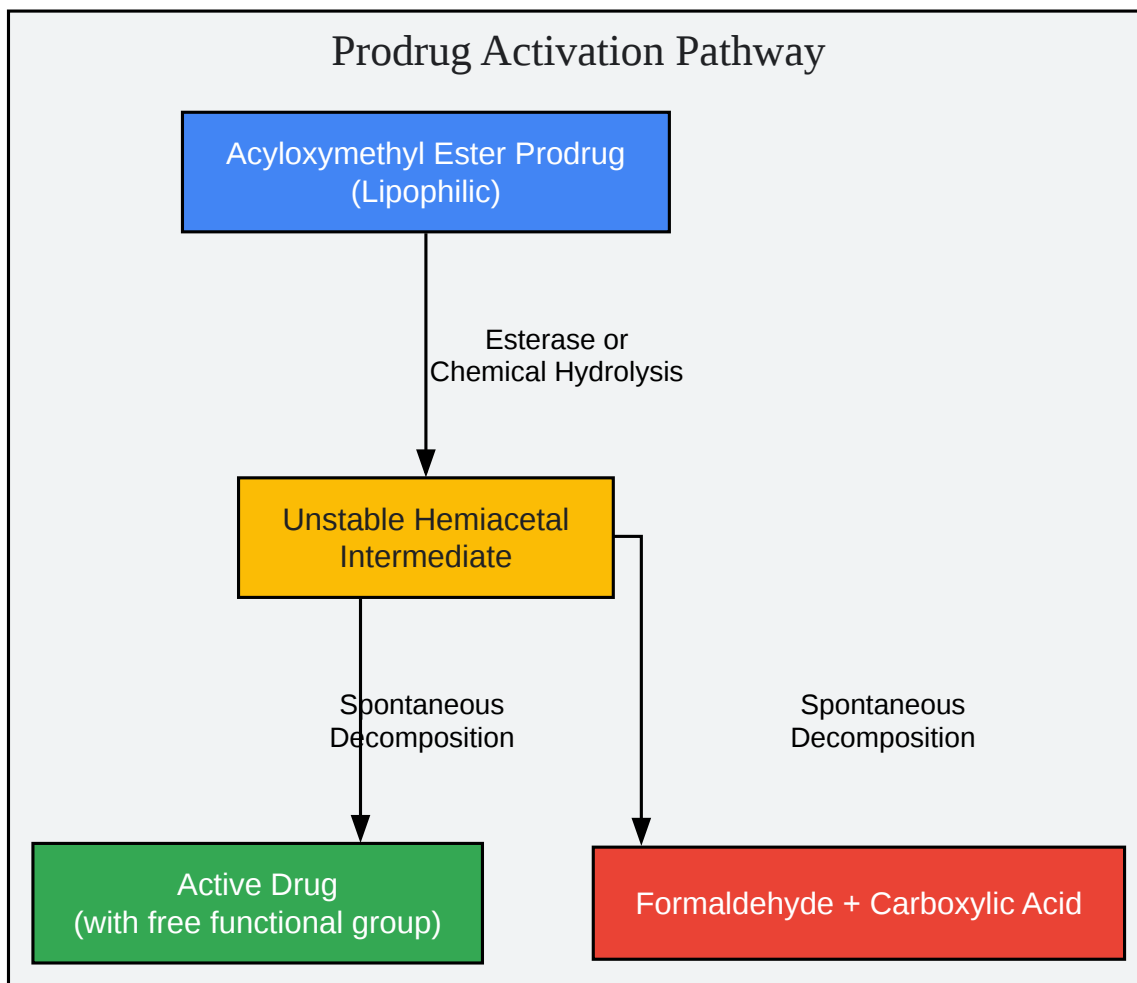 Prodrug Activation Pathway
Acyloxymethyl Ester Prodrug
(Lipophilic)
Esterase or
Chemical Hydrolysis
Unstable Hemiacetal
Intermediate
Spontaneous
Decomposition
Spontaneous
Decomposition
Active Drug
(with free functional group)
Formaldehyde + Carboxylic Acid